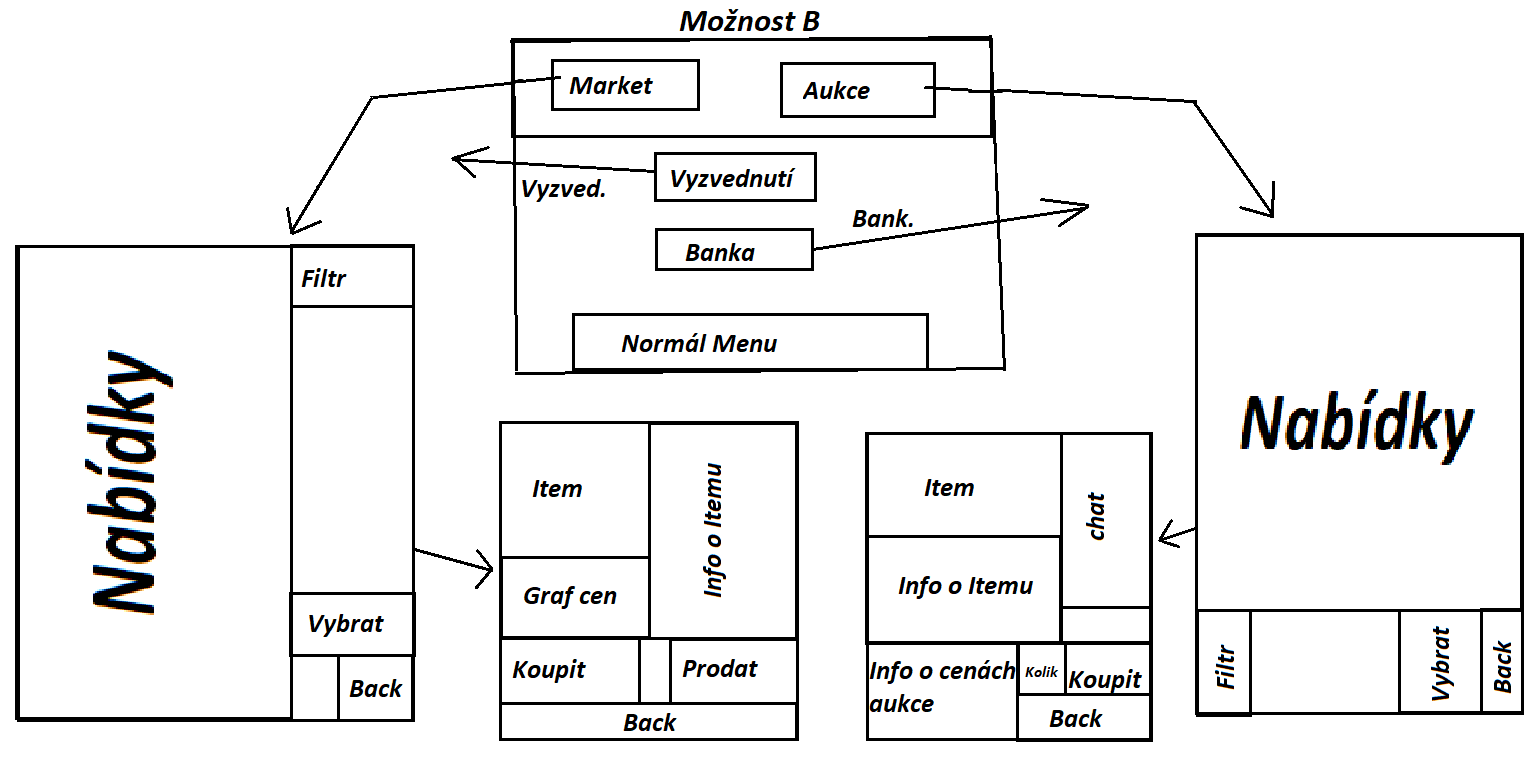 Možnost B
Market
Aukce
Vyzvednutí
Vyzved.
Bank.
Banka
Normál Menu
Nabídky
Filtr
Vybrat
Back
Item
Info o Itemu
Graf cen
Koupit
Prodat
Back
Item
chat
Info o Itemu
Info o cenách
aukce
Kolik
Koupit
Back
Nabídky
Filtr
Vybrat
Back